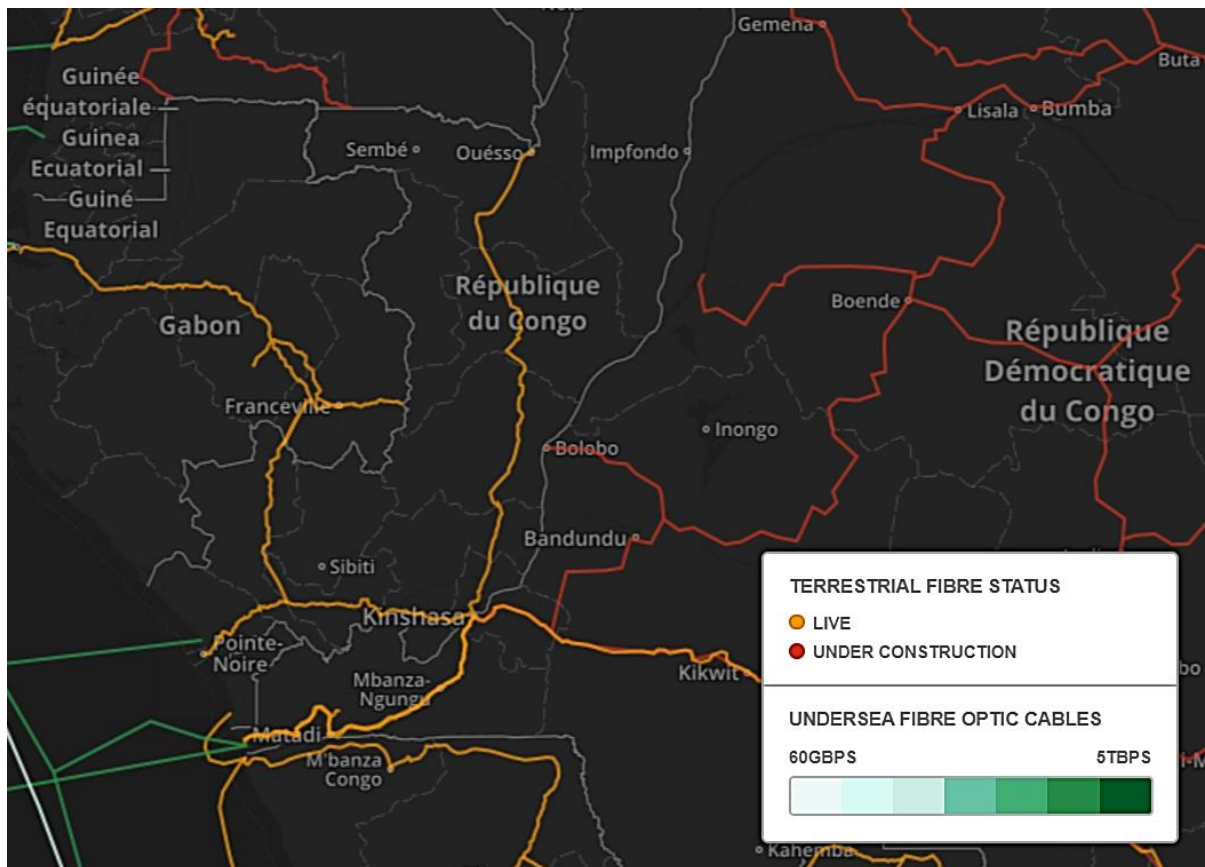 Gemena
Buta
Guinée
équatoriale
Guinea
Ecuatorial
Guiné
Equatorial
Lisala
Bumba
Sembé
Ouésso
Impfondo
République
du Congo
Boende
Gabon
République
Démocratique
du Congo
Franceville
Inongo
Bolobo
Bandundu
Sibiti
Kinshasa
Pointe-
Noire
Mbanza-
Ngungu
Kikwit
Matadi
M'banza
Congo
Kahemba
TERRESTRIAL FIBRE STATUS
LIVE
UNDER CONSTRUCTION
UNDERSEA FIBRE OPTIC CABLES
60GBPS 5TBPS